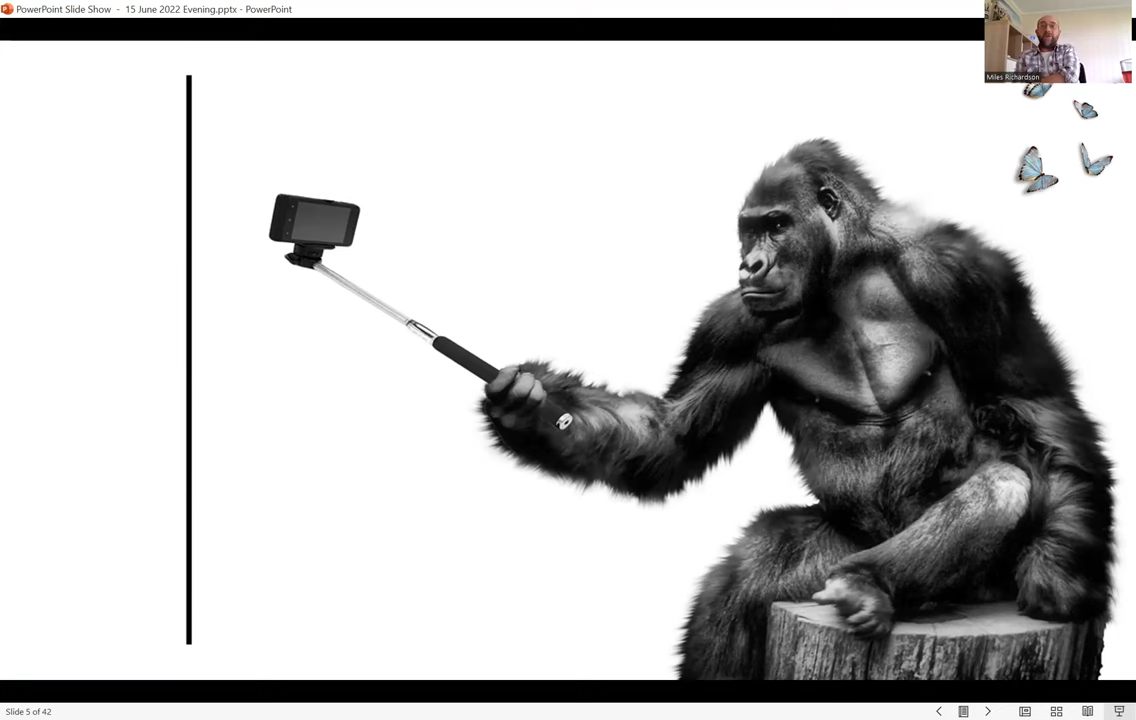 PowerPoint Slide Show - 15 June 2022 Evening.pptx - PowerPoint
Miles Richardson
Slide 5 of 42